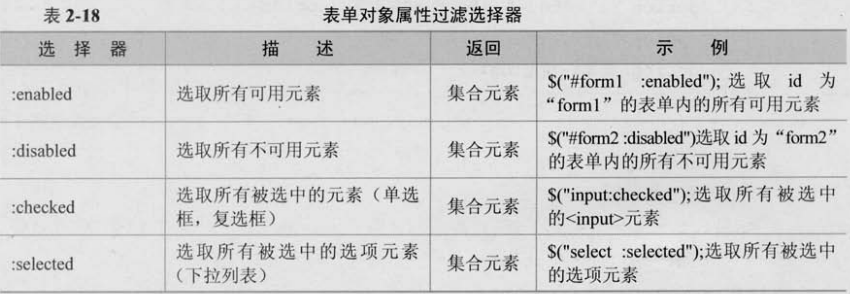 表 2-18 表单对象属性过滤选择器
选 择 器 描 述 返回 示 例
:enabled 选取所有可用元素 集合元素 $("#form1 :enabled"); 选 取 id 为
“form1”的表单内的所有可用元素
:disabled 选取所有不可用元素 集合元素 $("#form2 :disabled")选取 id 为“form2”
的表单内的所有不可用元素
:checked 选取所有被选中的元素（单选
框，复选框） 集合元素 $("input:checked");选取所有被选中
的<input>元素
:selected 选取所有被选中的选项元素
（下拉列表） 集合元素 $("select :selected");选取所有被选中
的选项元素